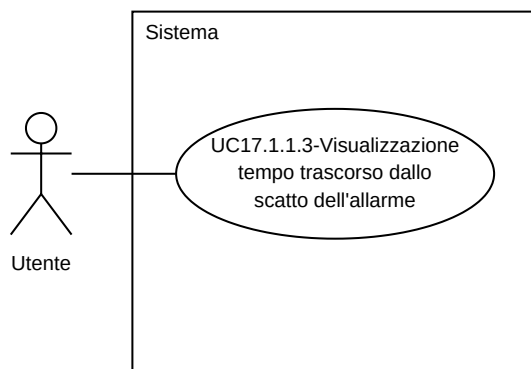 Sistema
UC17.1.1.3-Visualizzazione
tempo trascorso dallo
scatto dell'allarme
Utente